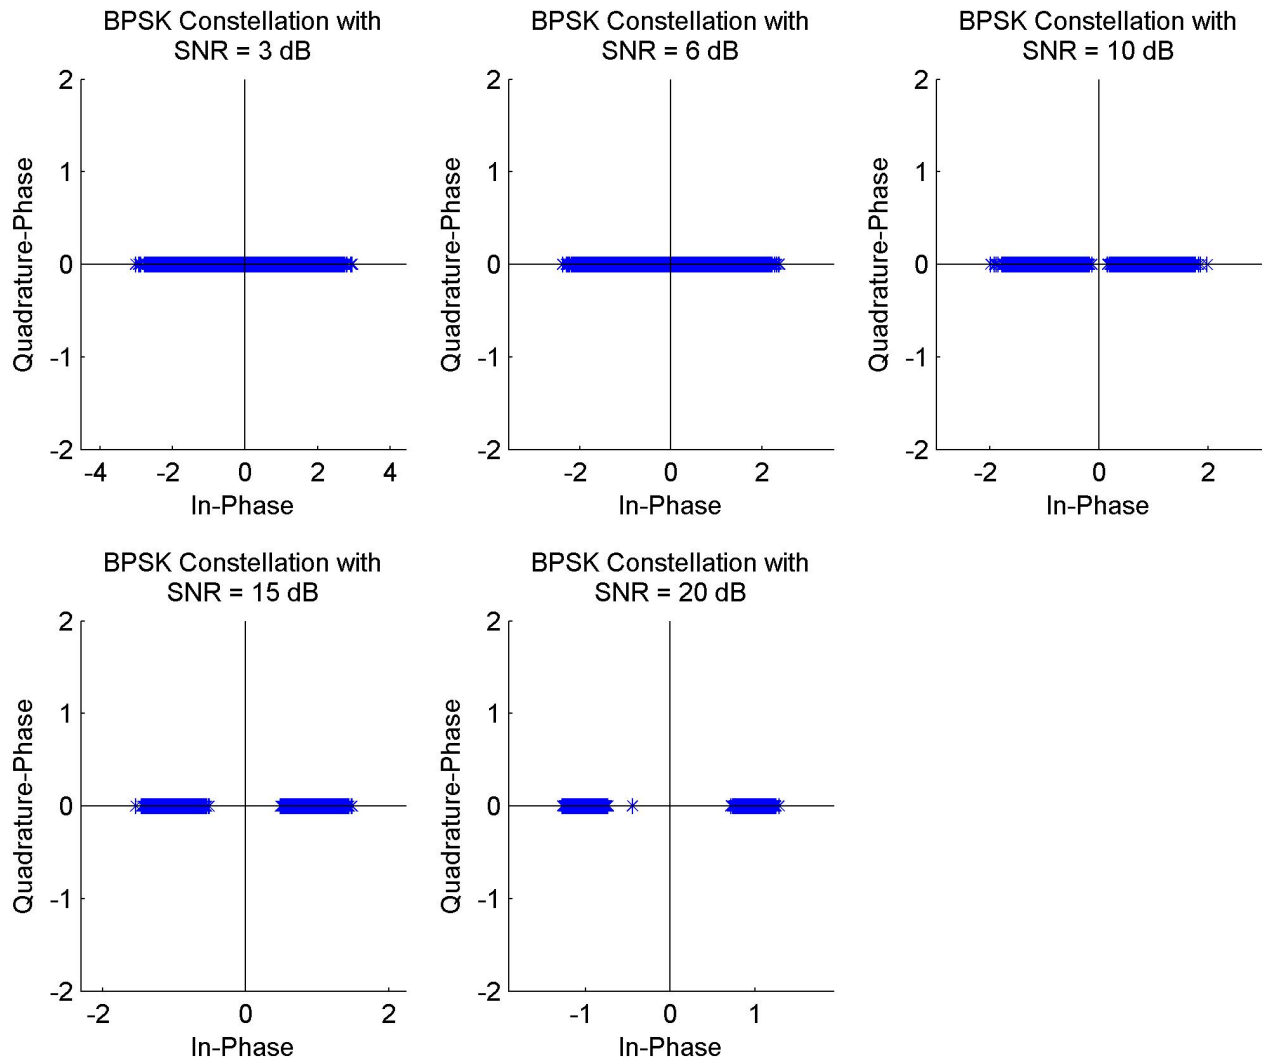 BPSK Constellation with
SNR = 3 dB
2
1
0
-1
-2
Quadrature-Phase
-4 -2 0 2 4
In-Phase
BPSK Constellation with
SNR = 6 dB
2
1
0
-1
-2
Quadrature-Phase
-2 0 2
In-Phase
BPSK Constellation with
SNR = 10 dB
2
1
0
-1
-2
Quadrature-Phase
-2 0 2
In-Phase
BPSK Constellation with
SNR = 15 dB
2
1
0
-1
-2
Quadrature-Phase
-2 0 2
In-Phase
BPSK Constellation with
SNR = 20 dB
2
1
0
-1
-2
Quadrature-Phase
-1 0 1
In-Phase